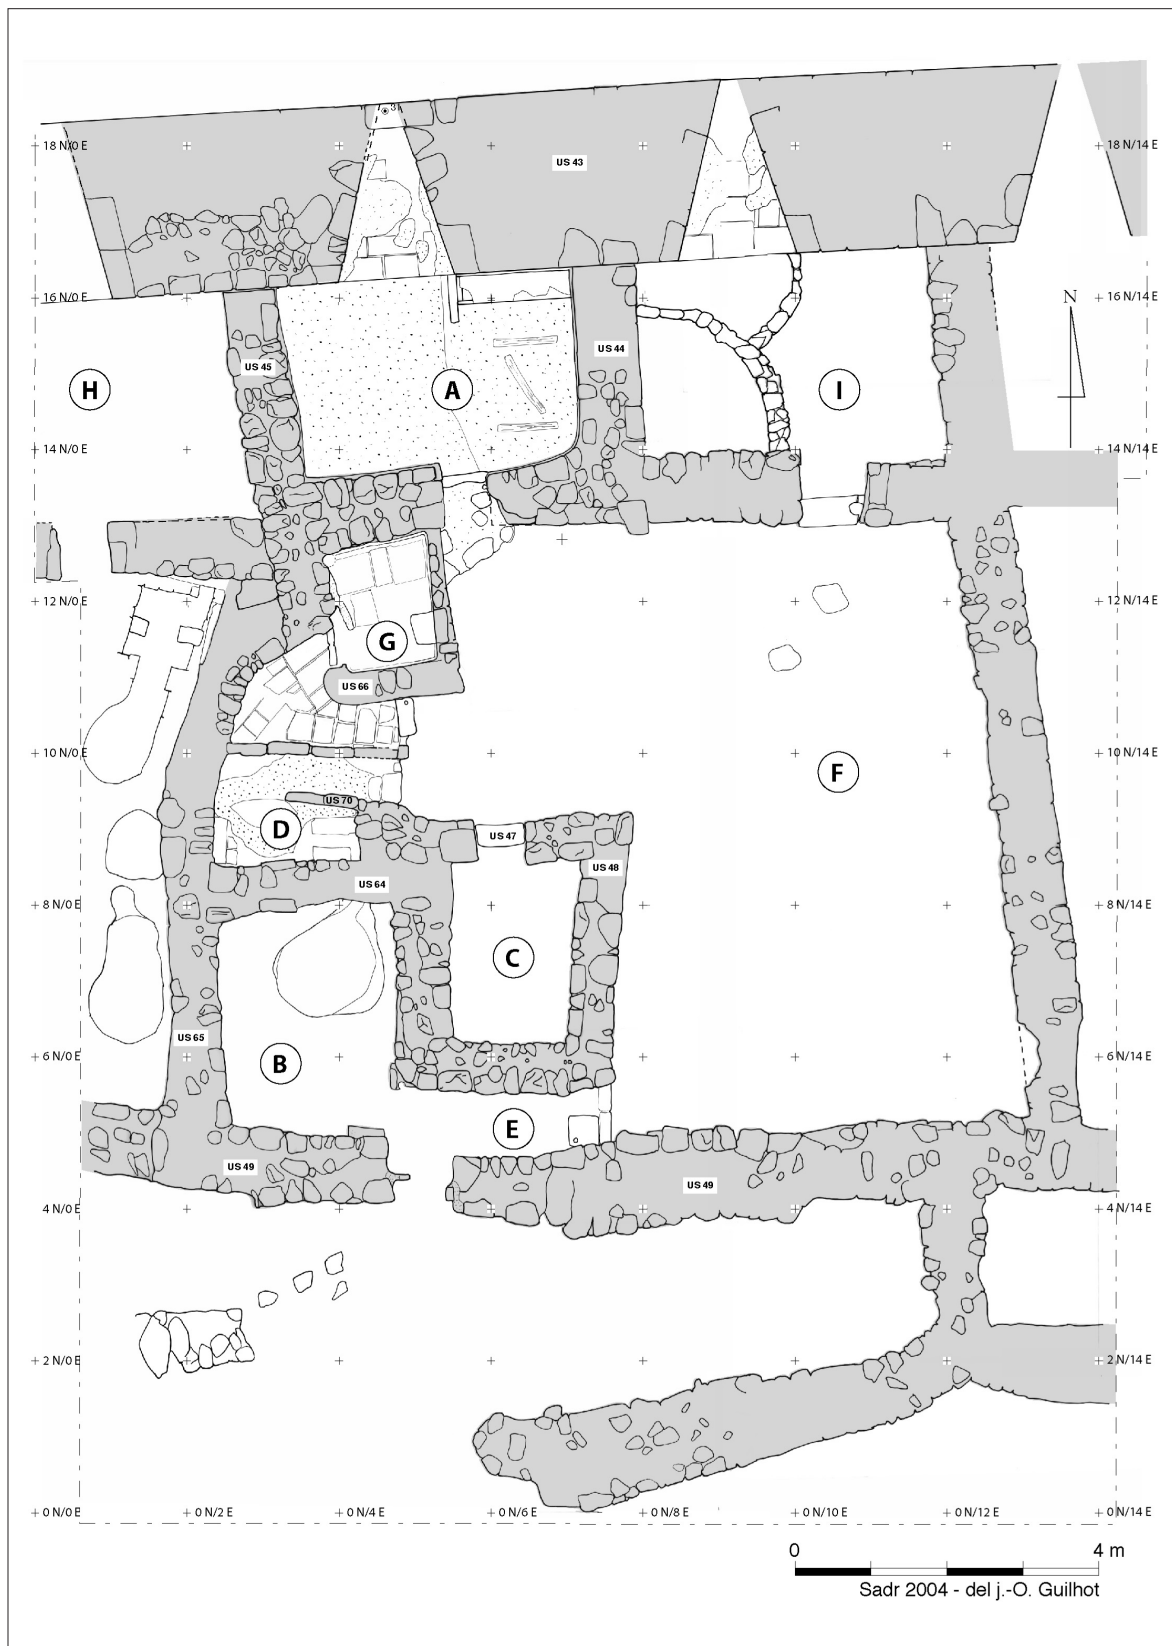 3
18 N/0 E
US 43
18 N/14 E
16 N/0 E
N
16 N/14 E
US 44
US 45
H
A
I
14 N/0 E
14 N/14 E
12 N/0 E
12 N/14 E
G
US 66
10 N/0 E
10 N/14 E
F
US 70
D
US 47
US 48
US 64
8 N/0 E
8 N/14 E
C
US 65
B
6 N/0 E
6 N/14 E
E
US 49
US 49
4 N/0 E
4 N/14 E
2 N/0 E
2 N/14 E
0 N/0 E
0 N/2 E
0 N/4 E
0 N/6 E
0 N/8 E
0 N/10 E
0 N/12 E
0 N/14 E
0
4 m
Sadr 2004 - del j.-O. Guilhot